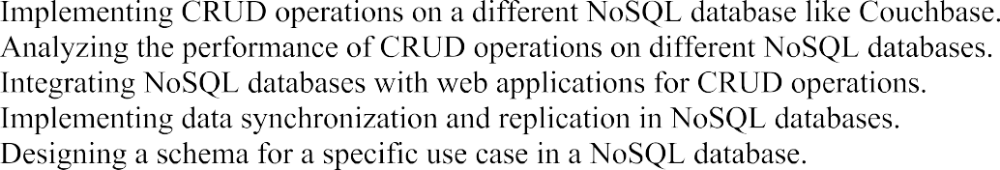 Implementing CRUD operations on a different NoSQL database like Couchbase.
Analyzing the performance of CRUD operations on different NoSQL databases.
Integrating NoSQL databases with web applications for CRUD operations.
Implementing data synchronization and replication in NoSQL databases.
Designing a schema for a specific use case in a NoSQL database.